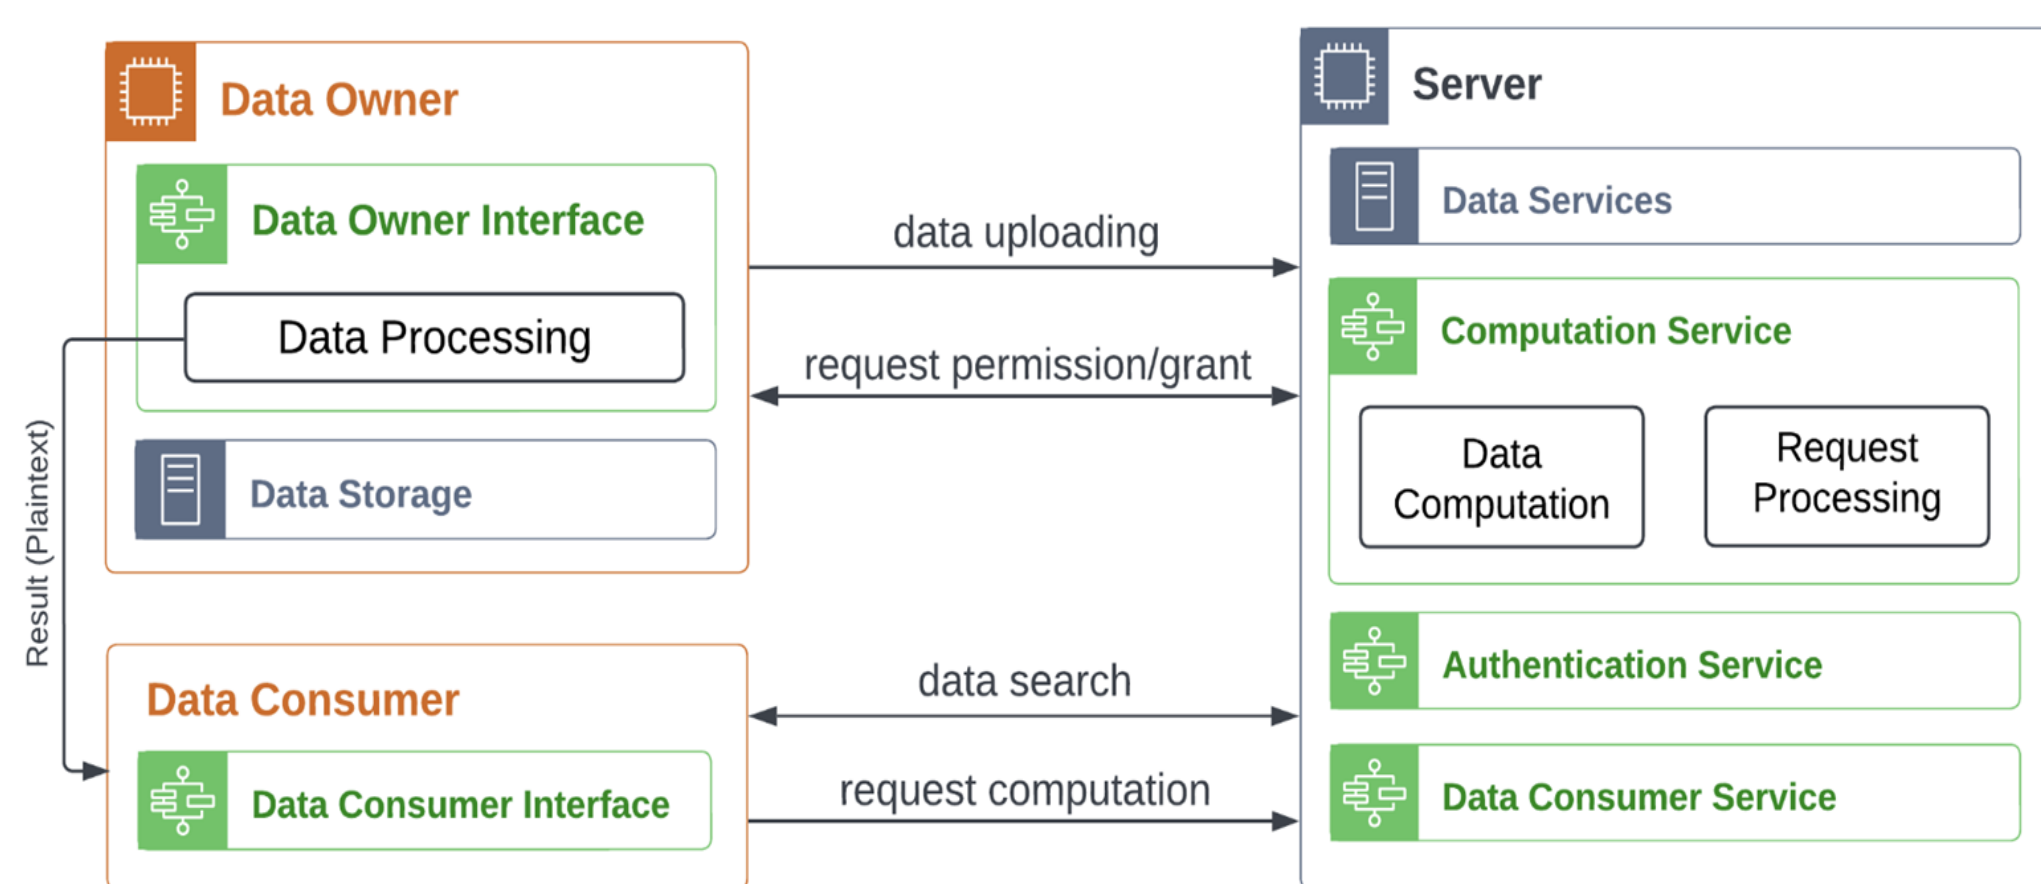 Data Owner
Data Owner Interface
Data Processing
Data Storage
Result (Plaintext)
Data Consumer
Data Consumer Interface
data uploading
request permission/grant
data search
request computation
Server
Data Services
Computation Service
Data
Computation
Request
Processing
Authentication Service
Data Consumer Service